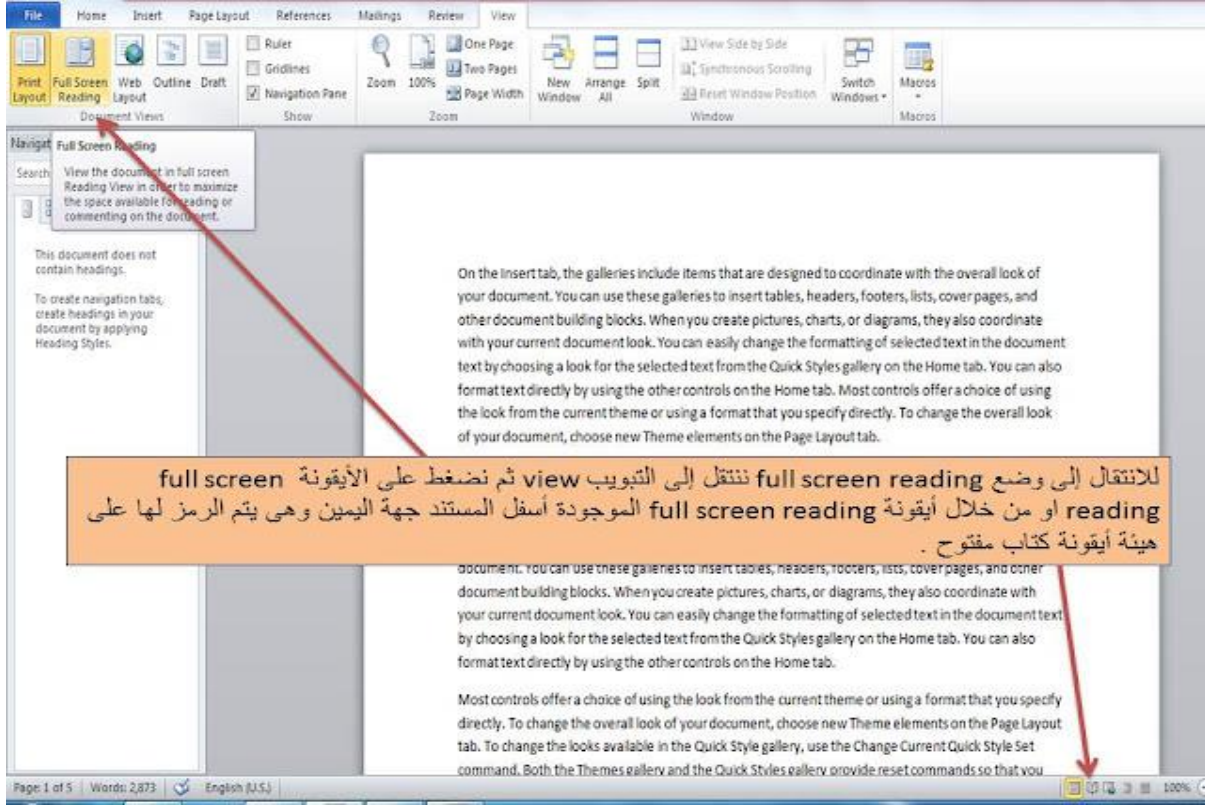 File Home Insert Page Layout References Mailings Review View
Print Layout
Full Screen Reading
Web Layout
Outline
Draft
Document Views
Ruler
Gridlines
Navigation Pane
Show
Zoom
100%
One Page
Two Pages
Page Width
Zoom
New Window
Arrange All
Split
View Side by Side
Synchronous Scrolling
Reset Window Position
Switch Windows
Window
Macros
Macros
Navigat
Search
Full Screen Reading
View the document in full screen
Reading View in order to maximize
the space available for reading or
commenting on the document.
This document does not
contain headings.
To create navigation tabs,
create headings in your
document by applying
Heading Styles.
On the Insert tab, the galleries include items that are designed to coordinate with the overall look of
your document. You can use these galleries to insert tables, headers, footers, lists, cover pages, and
other document building blocks. When you create pictures, charts, or diagrams, they also coordinate
with your current document look. You can easily change the formatting of selected text in the document
text by choosing a look for the selected text from the Quick Styles gallery on the Home tab. You can also
format text directly by using the other controls on the Home tab. Most controls offer a choice of using
the look from the current theme or using a format that you specify directly. To change the overall look
of your document, choose new Theme elements on the Page Layout tab.
للانتقال إلى وضع full screen reading ننتقل إلى التبويب view ثم نضغط على الأيقونة full screen
reading او من خلال أيقونة full screen reading الموجودة أسفل المستند جهة اليمين وهى يتم الرمز لها على
هيئة أيقونة كتاب مفتوح .
document. You can use these galleries to insert tables, headers, footers, lists, cover pages, and other
document building blocks. When you create pictures, charts, or diagrams, they also coordinate with
your current document look. You can easily change the formatting of selected text in the document text
by choosing a look for the selected text from the Quick Styles gallery on the Home tab. You can also
format text directly by using the other controls on the Home tab.
Most controls offer a choice of using the look from the current theme or using a format that you specify
directly. To change the overall look of your document, choose new Theme elements on the Page Layout
tab. To change the looks available in the Quick Style gallery, use the Change Current Quick Style Set
command. Both the Themes gallery and the Quick Styles gallery provide reset commands so that you
Page: 1 of 5 Words: 2,873 English (U.S.) 100%